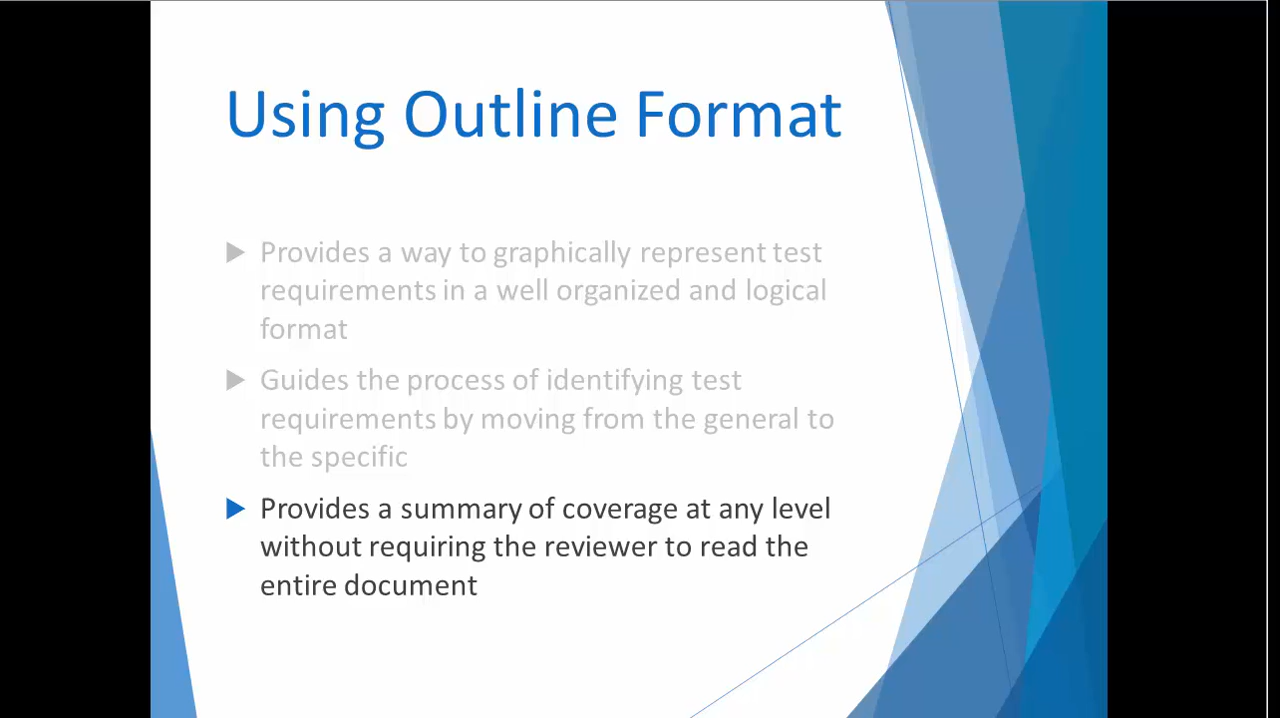 Using Outline Format
Provides a way to graphically represent test
requirements in a well organized and logical
format
Guides the process of identifying test
requirements by moving from the general to
the specific
Provides a summary of coverage at any level
without requiring the reviewer to read the
entire document